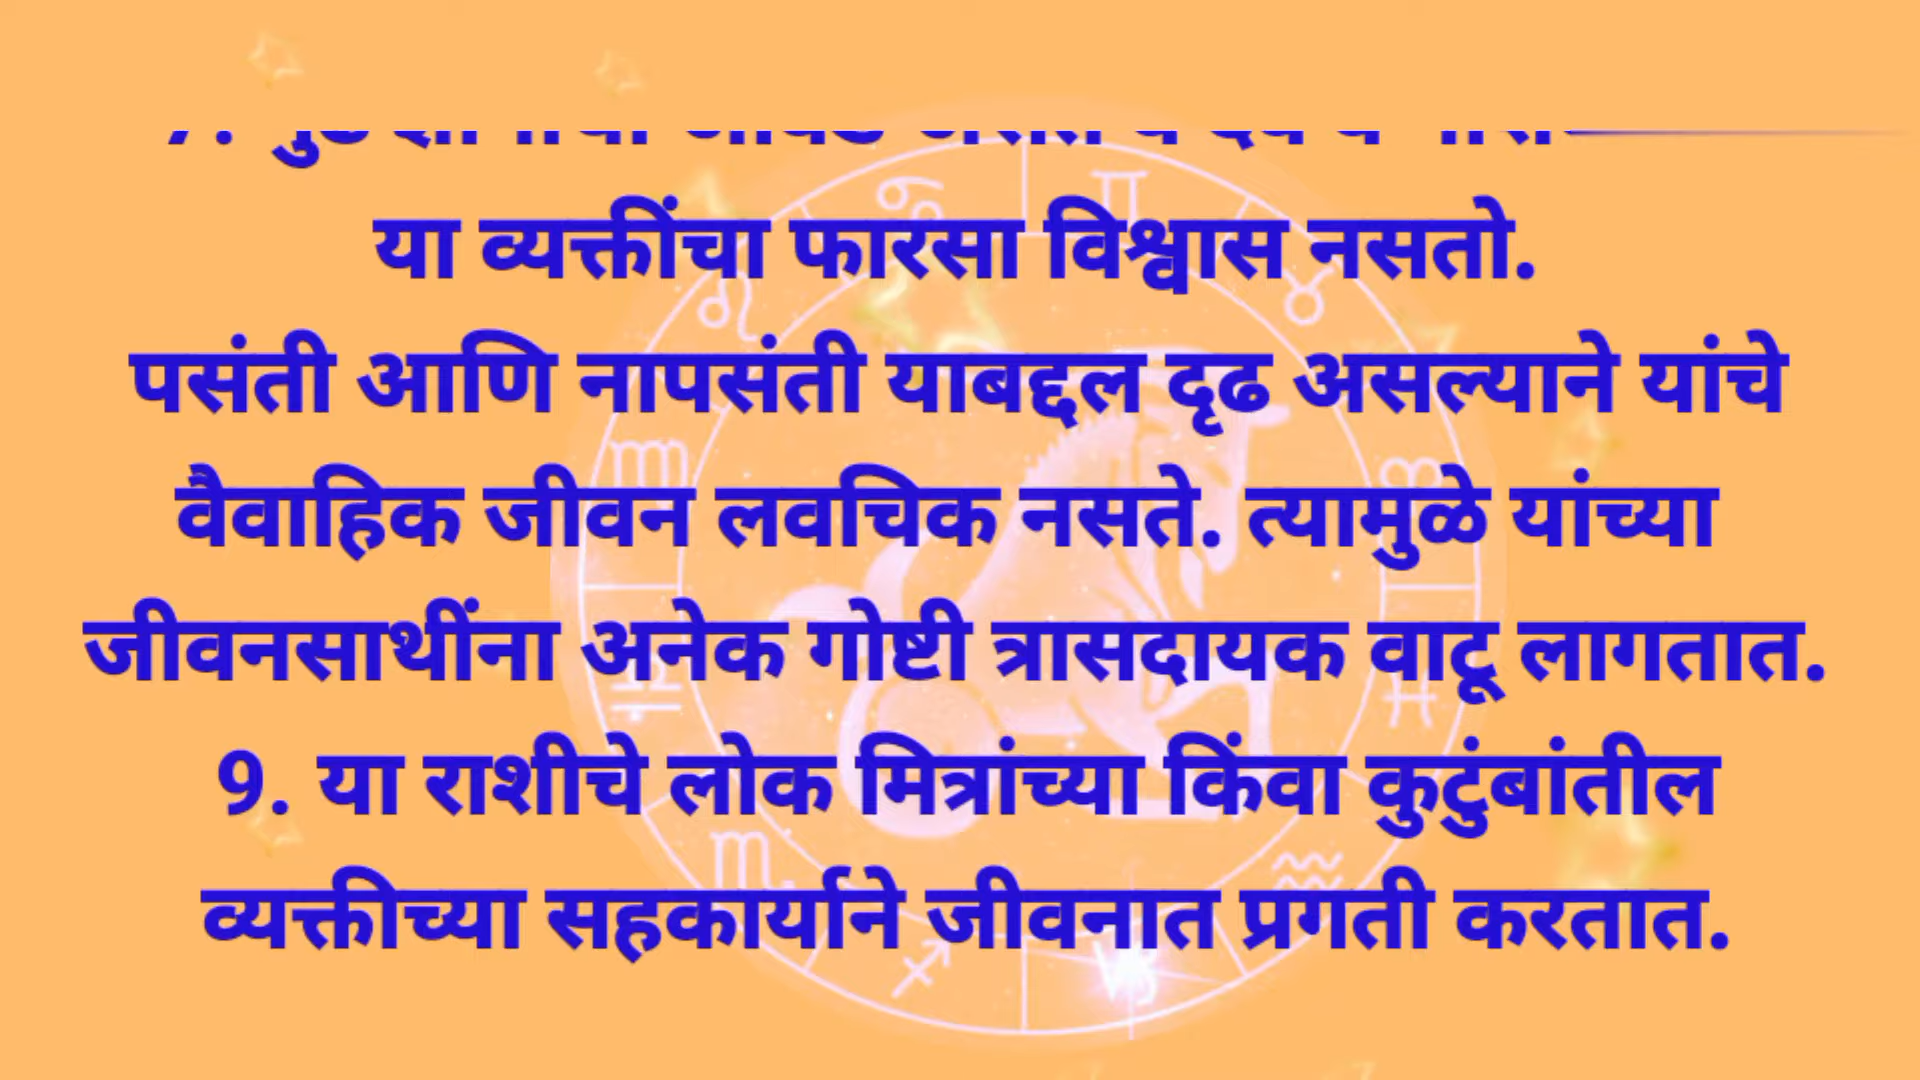 या व्यक्तींचा फारसा विश्वास नसतो.
पसंती आणि नापसंती याबद्दल दृढ असल्याने यांचे
वैवाहिक जीवन लवचिक नसते. त्यामुळे यांच्या
जीवनसाथींना अनेक गोष्टी त्रासदायक वाटू लागतात.
9. या राशीचे लोक मित्रांच्या किंवा कुटुंबांतील
व्यक्तीच्या सहकार्याने जीवनात प्रगती करतात.